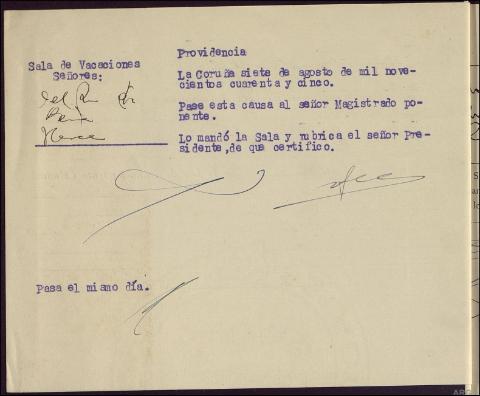 Sala de Vacaciones
Señores:
Providencia
La Coruña siete de agosto de mil nove-
cientos cuarenta y cinco.
Pase esta causa al señor Magistrado po-
nente.
Lo mandó la Sala y rubrica el señor Pre-
sidente,de que certifico.
Pasa el mismo día.